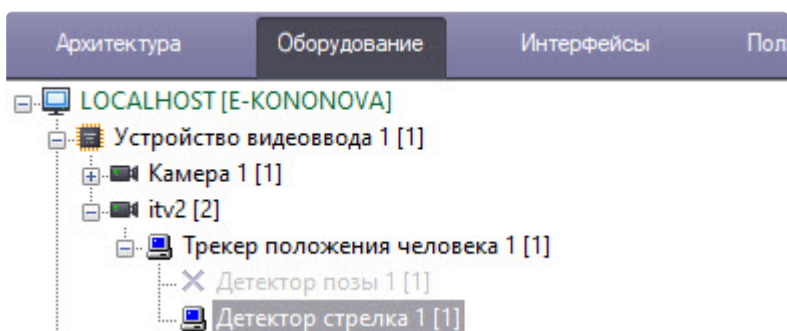 Архитектура Оборудование Интерфейсы Пол
LOCALHOST [E-KONONOVA]
Устройство видеоввода 1 [1]
Камера 1 [1]
itv2 [2]
Трекер положения человека 1 [1]
Детектор позы 1 [1]
Детектор стрелка 1 [1]